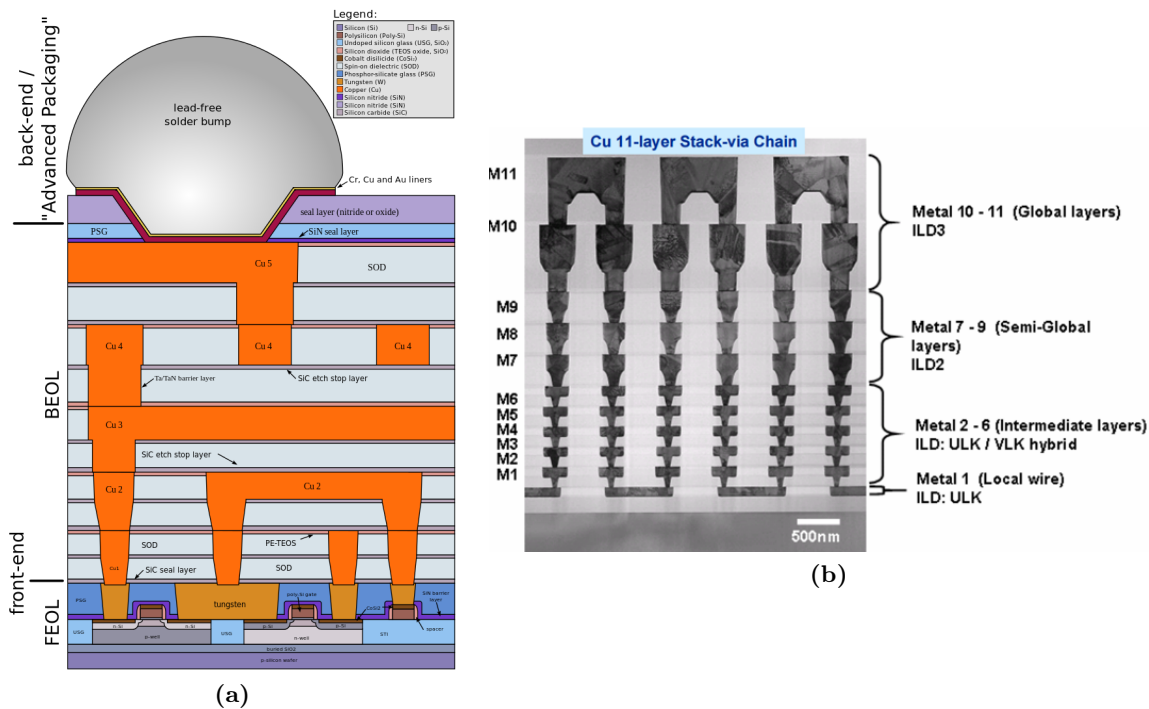 Legend:
Silicon (Si)
n-Si
p-Si
Polysilicon (Poly-Si)
Undoped silicon glass (USG, SiO₂)
Silicon dioxide (TEOS oxide, SiO₂)
Cobalt disilicide (CoSi₂)
Spin-on dielectric (SOD)
Phosphor-silicate glass (PSG)
Tungsten (W)
Copper (Cu)
Silicon nitride (SiN)
Silicon nitride (SiN)
Silicon carbide (SiC)
back-end /
"Advanced Packaging"
BEOL
front-end
FEOL
lead-free
solder bump
Cr, Cu and Au liners
seal layer (nitride or oxide)
PSG
SiN seal layer
Cu 5
SOD
Cu 4
Cu 4
Cu 4
Ta/TaN barrier layer
SiC etch stop layer
Cu 3
SiC etch stop layer
Cu 2
Cu 2
SOD
PE-TEOS
Cu1
SiC seal layer
SOD
PSG
tungsten
poly-Si gate
CoSi2
SiN barrier
layer
spacer
USG
n-Si
n-Si
p-well
USG
p-Si
p-Si
n-well
STI
buried SiO2
p-silicon wafer
(a)
Cu 11-layer Stack-via Chain
M11
M10
M9
M8
M7
M6
M5
M4
M3
M2
M1
Metal 10 - 11 (Global layers)
ILD3
Metal 7 - 9 (Semi-Global
layers)
ILD2
Metal 2 - 6 (Intermediate layers)
ILD: ULK / VLK hybrid
Metal 1 (Local wire)
ILD: ULK
500nm
(b)